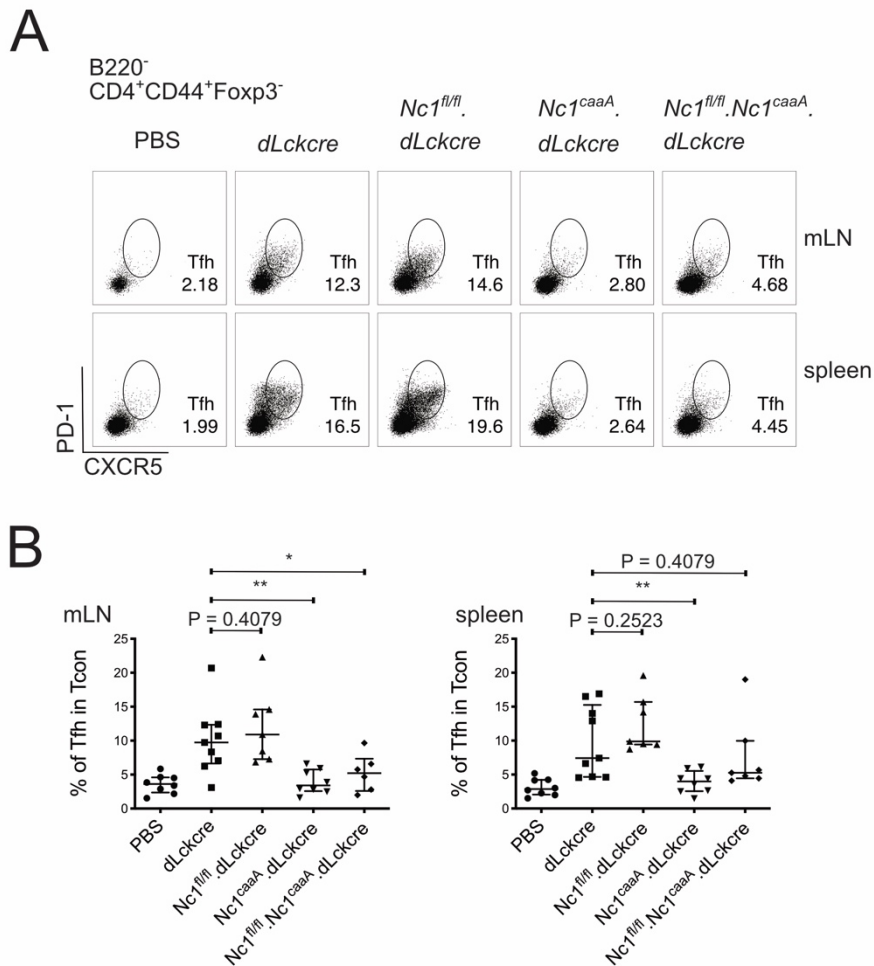 A
B220-
CD4+CD44+Foxp3-
PBS
dLckcre
Nc1fl/fl.
dLckcre
Nc1caaA.
dLckcre
Nc1fl/fl.Nc1caaA.
dLckcre
Tfh
2.18
Tfh
12.3
Tfh
14.6
Tfh
2.80
Tfh
4.68
mLN
Tfh
1.99
Tfh
16.5
Tfh
19.6
Tfh
2.64
Tfh
4.45
spleen
PD-1
CXCR5
B
mLN
*
**
P = 0.4079
% of Tfh in Tcon
25
20
15
10
5
0
PBS
dLckcre
Nc1fl/fl.dLckcre
Nc1caaA.dLckcre
Nc1fl/fl.Nc1caaA.dLckcre
spleen
P = 0.4079
**
P = 0.2523
% of Tfh in Tcon
25
20
15
10
5
0
PBS
dLckcre
Nc1fl/fl.dLckcre
Nc1caaA.dLckcre
Nc1fl/fl.Nc1caaA.dLckcre